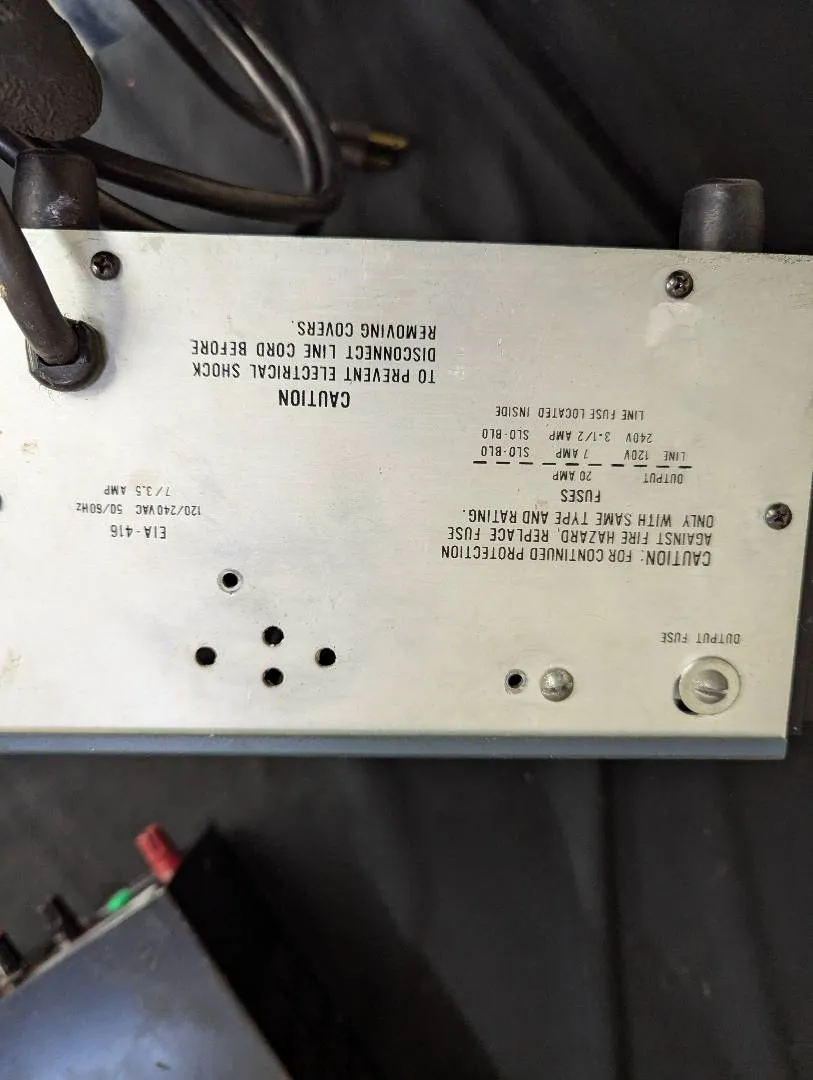 OUTPUT FUSE
CAUTION: FOR CONTINUED PROTECTION
AGAINST FIRE HAZARD, REPLACE FUSE
ONLY WITH SAME TYPE AND RATING.
FUSES
OUTPUT 20 AMP
LINE 120V 7 AMP SLO-BLO
240V 3-1/2 AMP SLO-BLO
LINE FUSE LOCATED INSIDE
EIA-416
120/240VAC 50/60Hz
7/3.5 AMP
CAUTION
TO PREVENT ELECTRICAL SHOCK
DISCONNECT LINE CORD BEFORE
REMOVING COVERS.